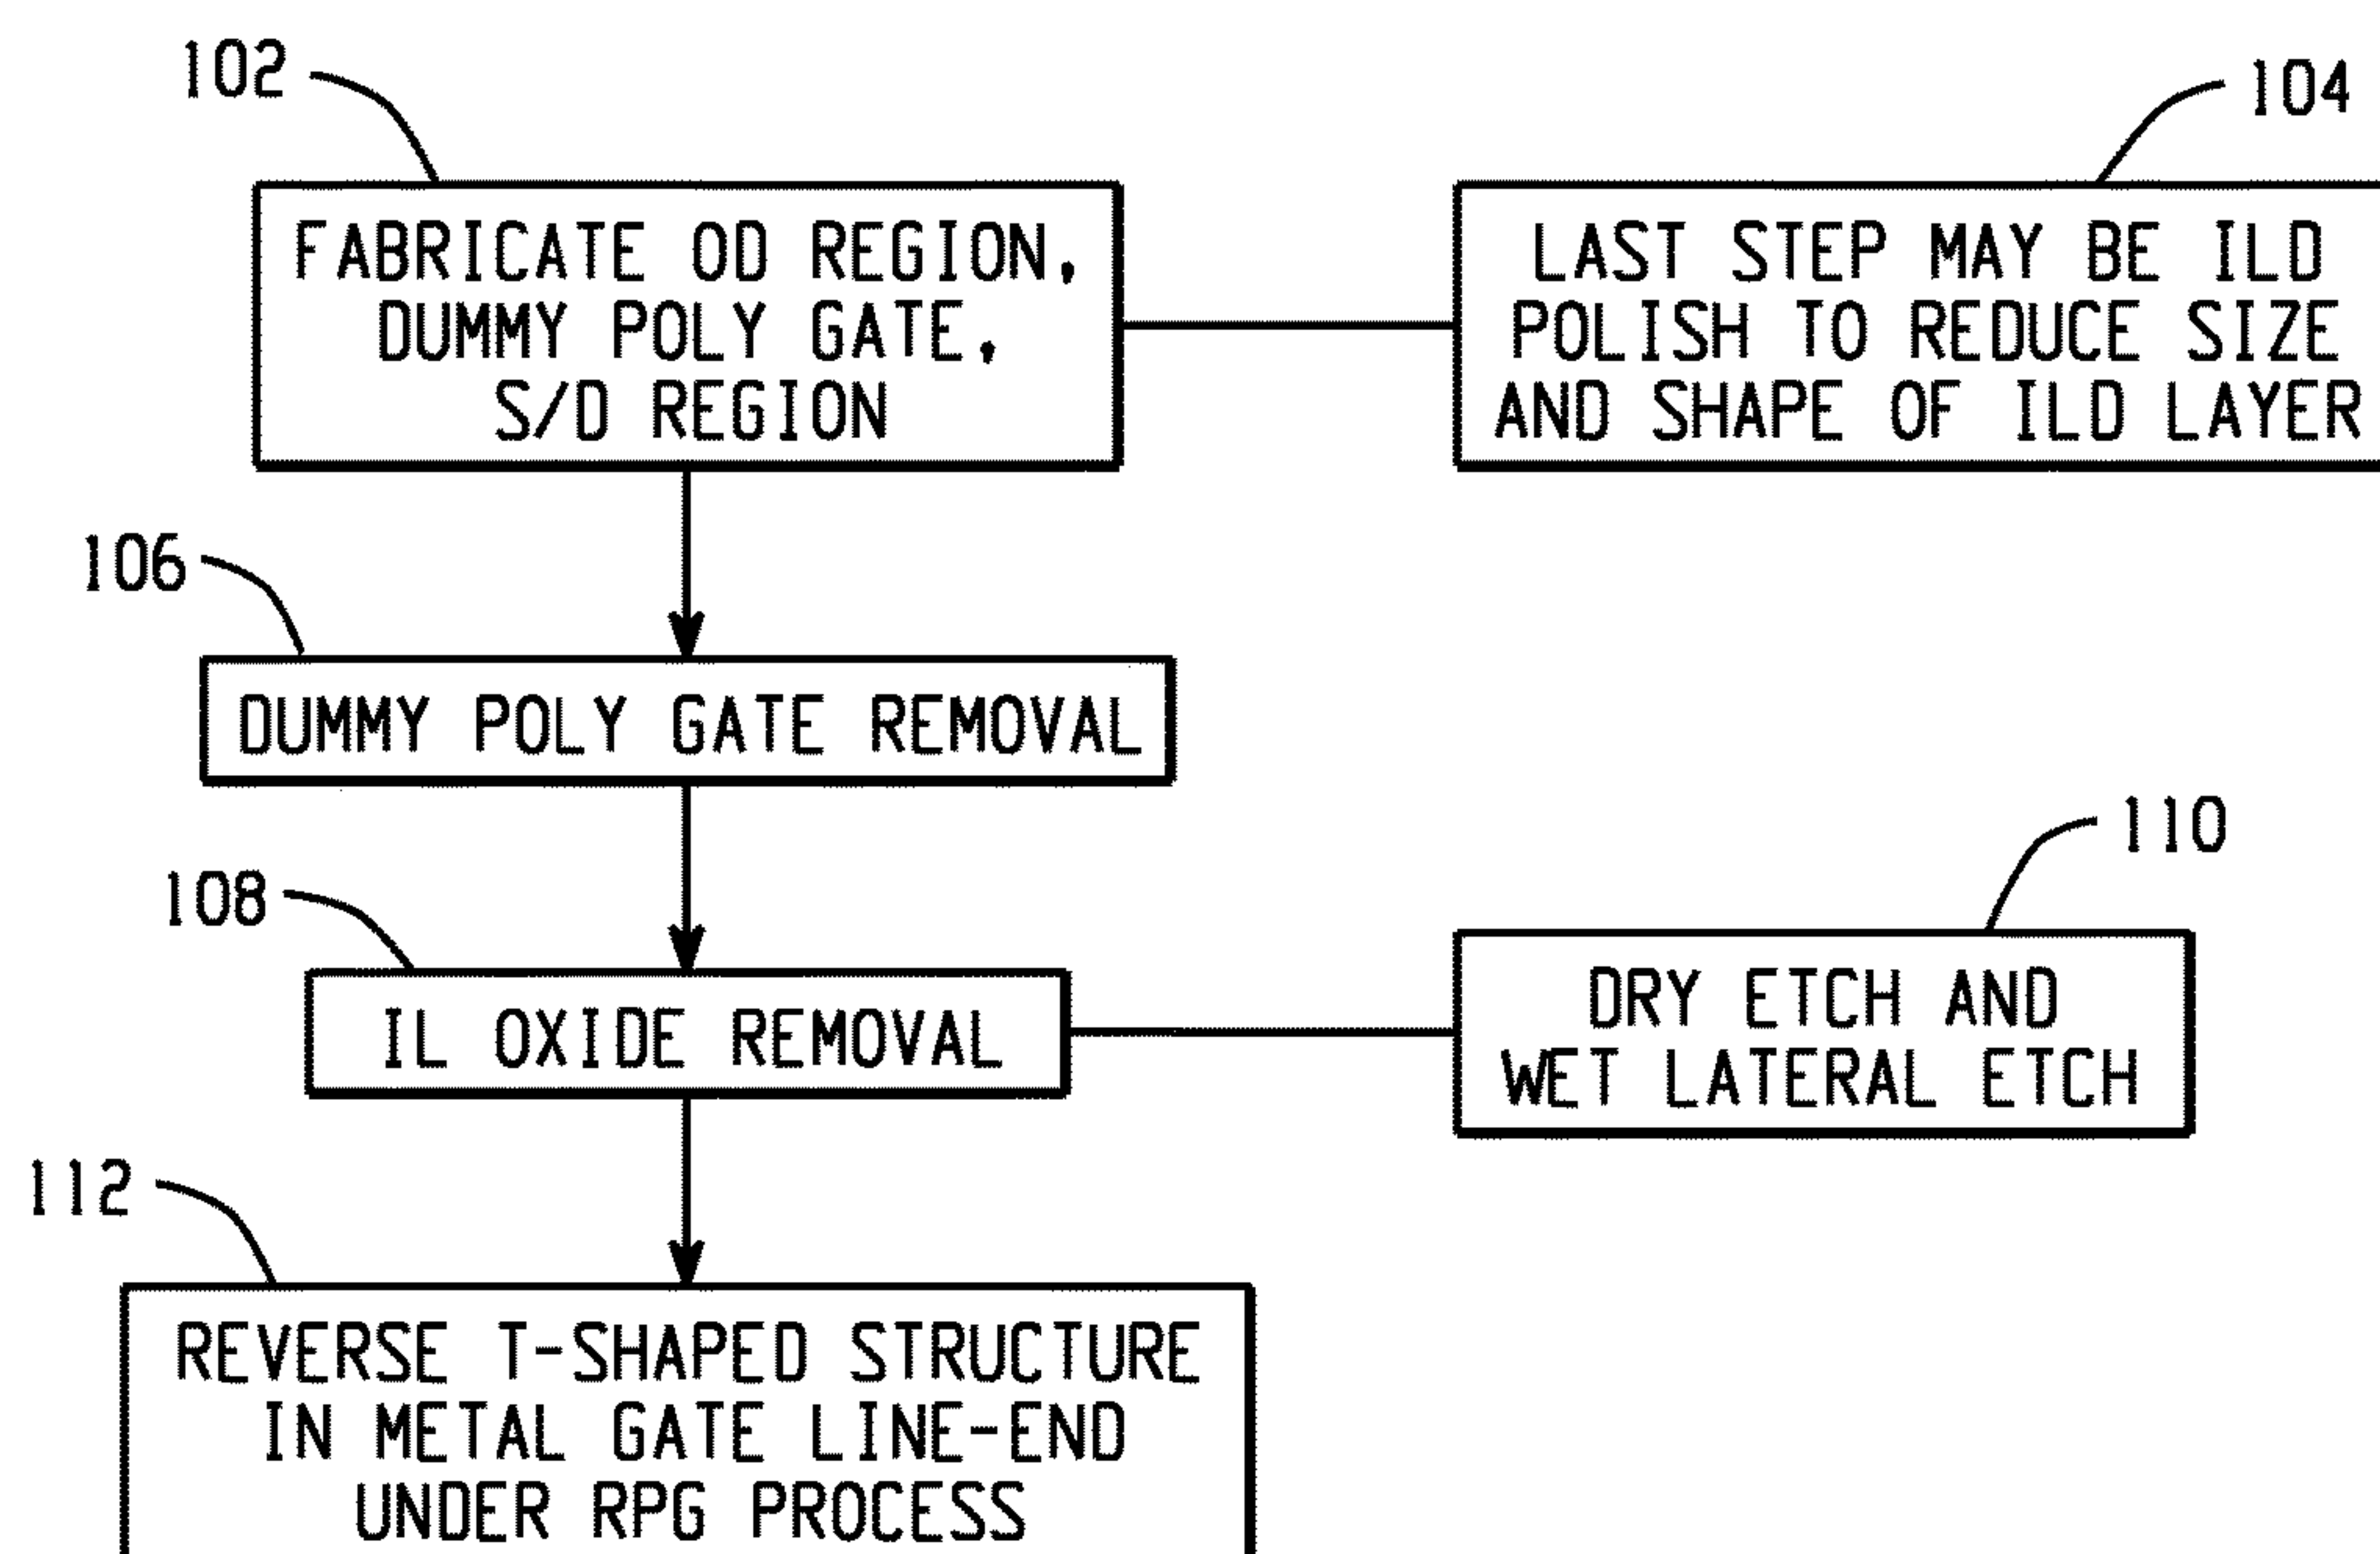 102
104
FABRICATE OD REGION,
DUMMY POLY GATE,
S/D REGION
LAST STEP MAY BE ILD
POLISH TO REDUCE SIZE
AND SHAPE OF ILD LAYER
106
DUMMY POLY GATE REMOVAL
108
110
IL OXIDE REMOVAL
DRY ETCH AND
WET LATERAL ETCH
112
REVERSE T-SHAPED STRUCTURE
IN METAL GATE LINE-END
UNDER RPG PROCESS